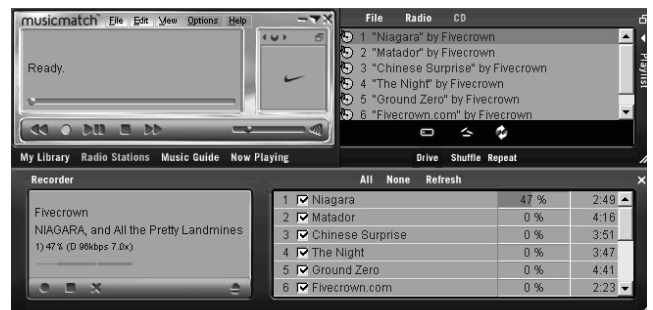 musicmatch File Edit View Options Help
Ready.
My Library Radio Stations Music Guide Now Playing
File Radio CD
1 "Niagara" by Fivecrown
2 "Matador" by Fivecrown
3 "Chinese Surprise" by Fivecrown
4 "The Night" by Fivecrown
5 "Ground Zero" by Fivecrown
6 "Fivecrown.com" by Fivecrown
Playlist
Drive Shuffle Repeat
Recorder
Fivecrown
NIAGARA, and All the Pretty Landmines
1) 47% (D 96kbps 7.0x)
All None Refresh
1 Niagara 47 % 2:49
2 Matador 0 % 4:16
3 Chinese Surprise 0 % 3:51
4 The Night 0 % 3:47
5 Ground Zero 0 % 4:41
6 Fivecrown.com 0 % 2:23